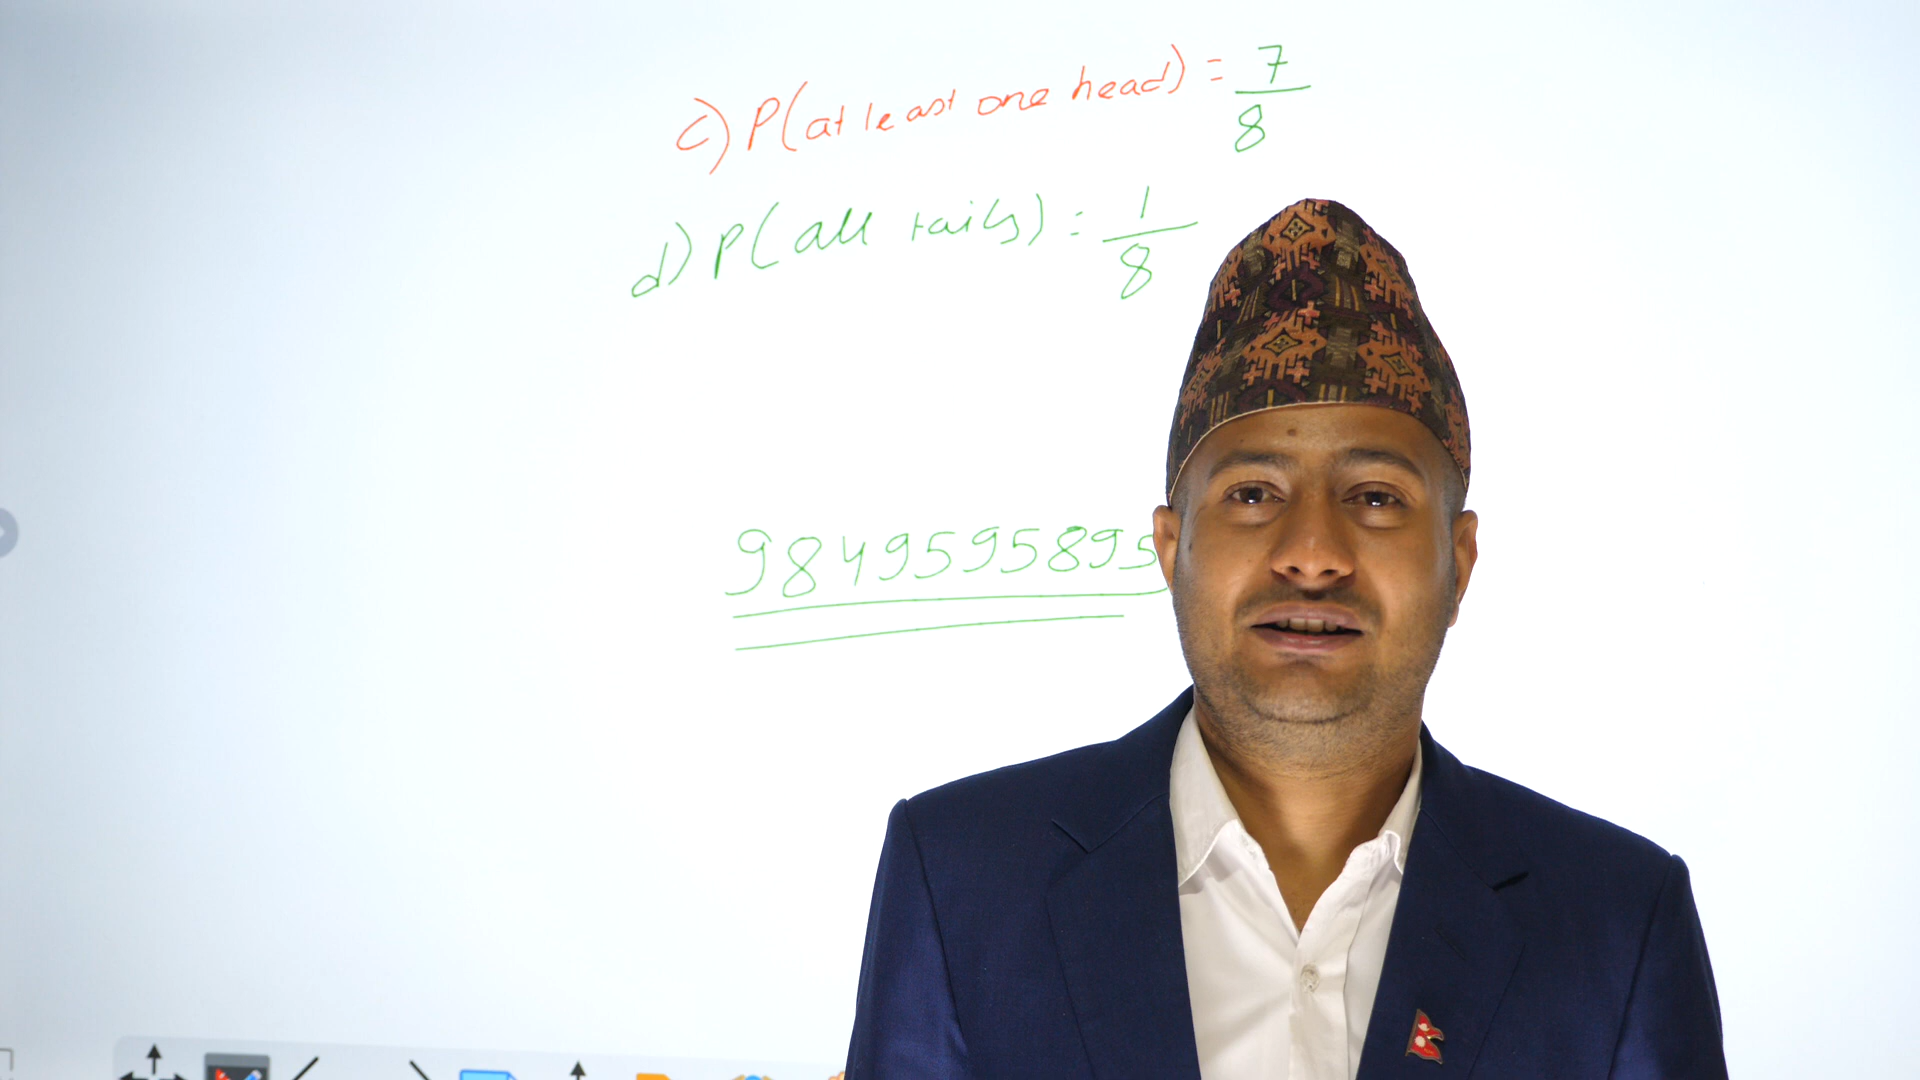 c) P(at least one head) = 7/8
d) P(all tails) = 1/8
9849595895